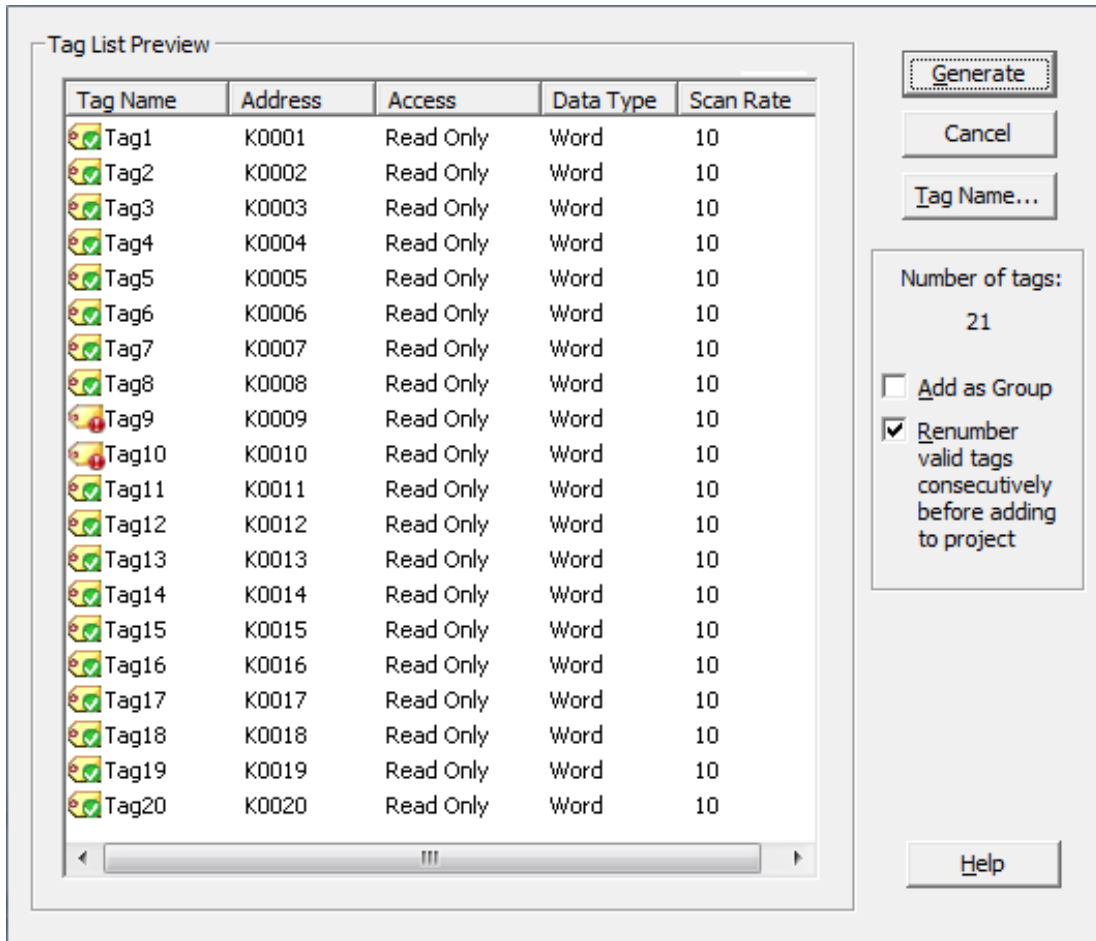 Tag List Preview
Generate
Tag Name Address Access Data Type Scan Rate
Tag1 K0001 Read Only Word 10
Cancel
Tag2 K0002 Read Only Word 10
Tag Name...
Tag3 K0003 Read Only Word 10
Tag4 K0004 Read Only Word 10
Tag5 K0005 Read Only Word 10
Number of tags:
Tag6 K0006 Read Only Word 10
21
Tag7 K0007 Read Only Word 10
Tag8 K0008 Read Only Word 10
Add as Group
Tag9 K0009 Read Only Word 10
Renumber
valid tags
consecutively
before adding
to project
Tag10 K0010 Read Only Word 10
Tag11 K0011 Read Only Word 10
Tag12 K0012 Read Only Word 10
Tag13 K0013 Read Only Word 10
Tag14 K0014 Read Only Word 10
Tag15 K0015 Read Only Word 10
Tag16 K0016 Read Only Word 10
Tag17 K0017 Read Only Word 10
Tag18 K0018 Read Only Word 10
Tag19 K0019 Read Only Word 10
Tag20 K0020 Read Only Word 10
Help